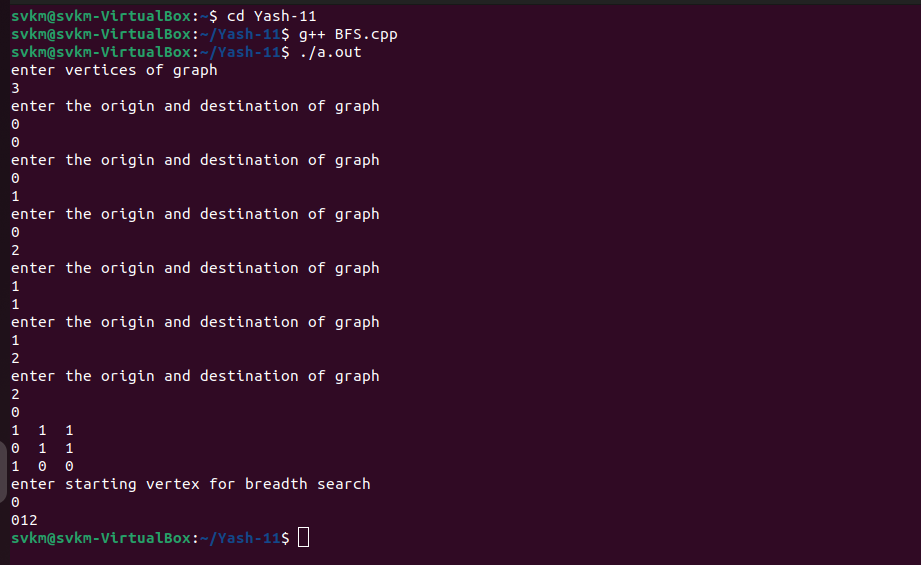 svkm@svkm-VirtualBox:~$ cd Yash-11
svkm@svkm-VirtualBox:~/Yash-11$ g++ BFS.cpp
svkm@svkm-VirtualBox:~/Yash-11$ ./a.out
enter vertices of graph
3
enter the origin and destination of graph
0
0
enter the origin and destination of graph
0
1
enter the origin and destination of graph
0
2
enter the origin and destination of graph
1
1
enter the origin and destination of graph
1
2
enter the origin and destination of graph
2
0
1  1  1
0  1  1
1  0  0
enter starting vertex for breadth search
0
012
svkm@svkm-VirtualBox:~/Yash-11$